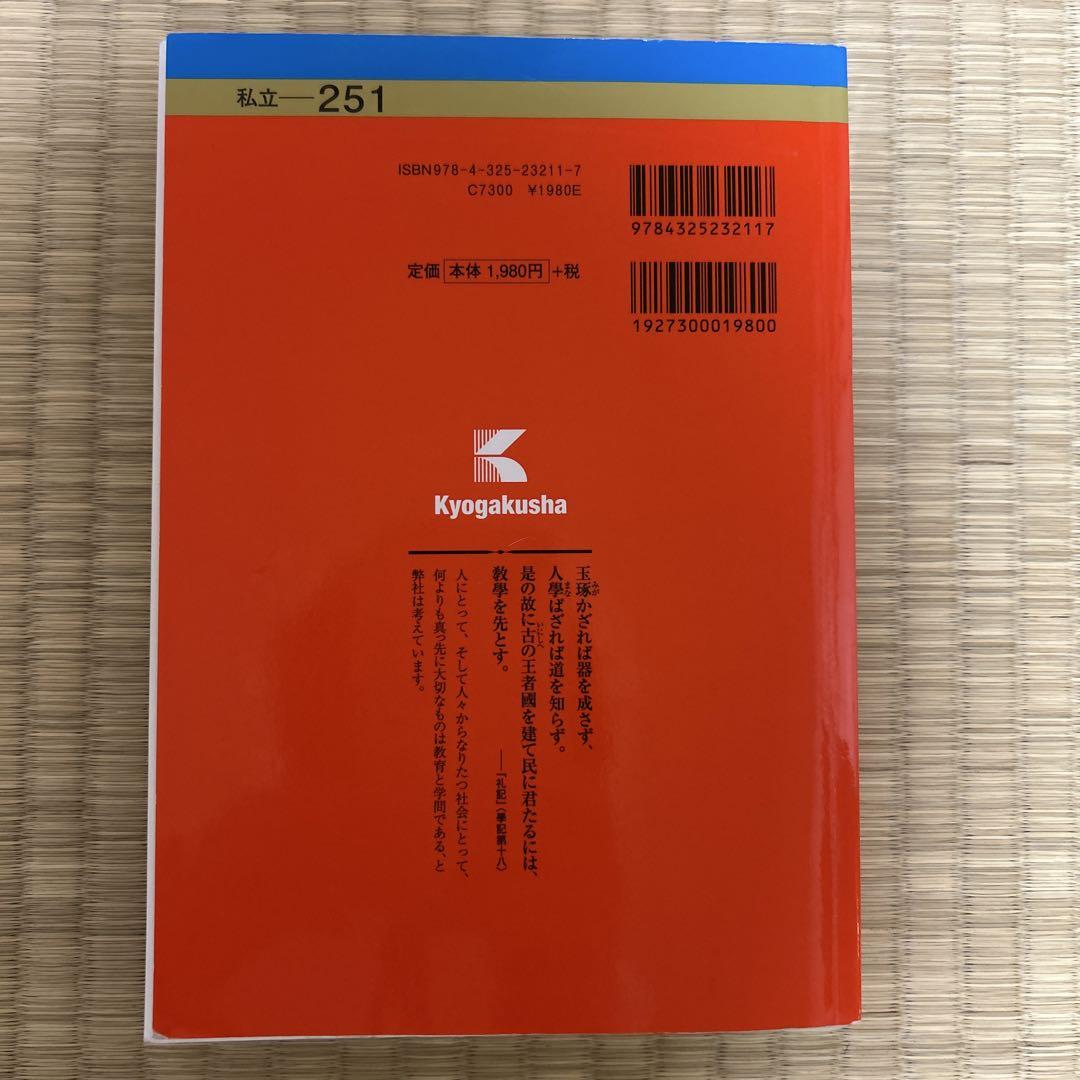 私立―251
ISBN978-4-325-23211-7
C7300 ¥1980E
9784325232117
定価 本体 1,980円 +税
1927300019800
Kyogakusha
玉琢かざれば器を成さず、
人學ばざれば道を知らず。
是の故に古の王者國を建て民に君たるには、
教學を先とす。
―『礼記』(學記第十八)
人にとって、そして人々からなりたつ社会にとって、
何よりも真っ先に大切なものは教育と学問である、と
弊社は考えています。